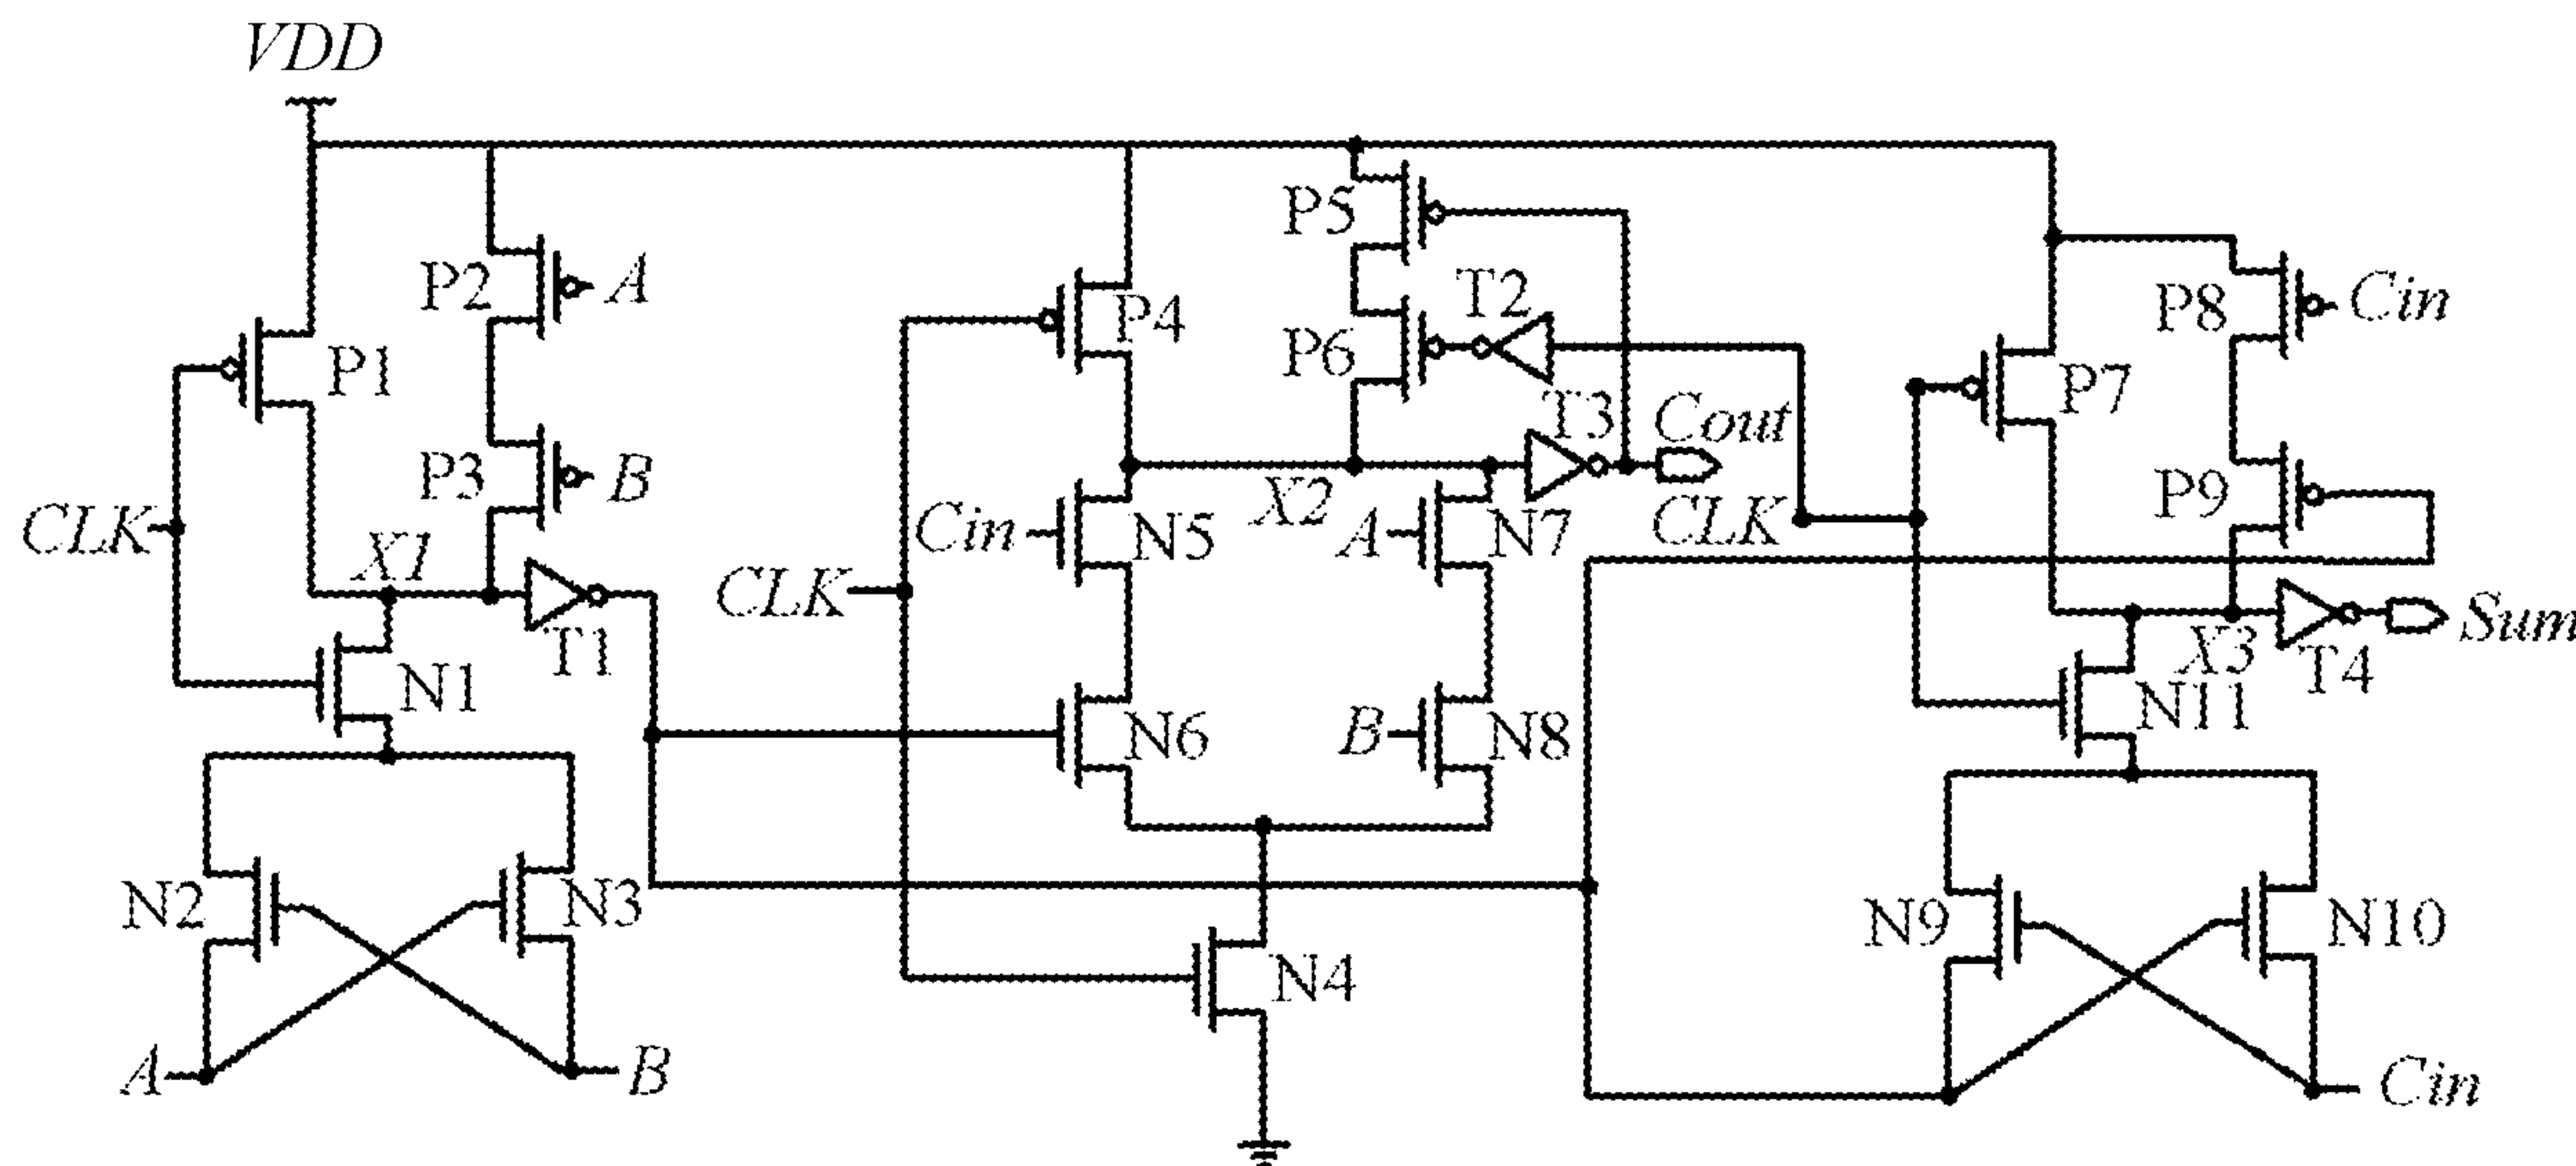 VDD
P5
P2 A
T2
Cin
P8
P4
P6
P1
P7
T3
Cout
P3 B
P9
CLK
X1
Cin
N5
X2
A
N7
CLK
CLK
T1
Sum
X3
T4
N1
N11
N6
B
N8
N2
N3
N9
N10
N4
A
B
Cin